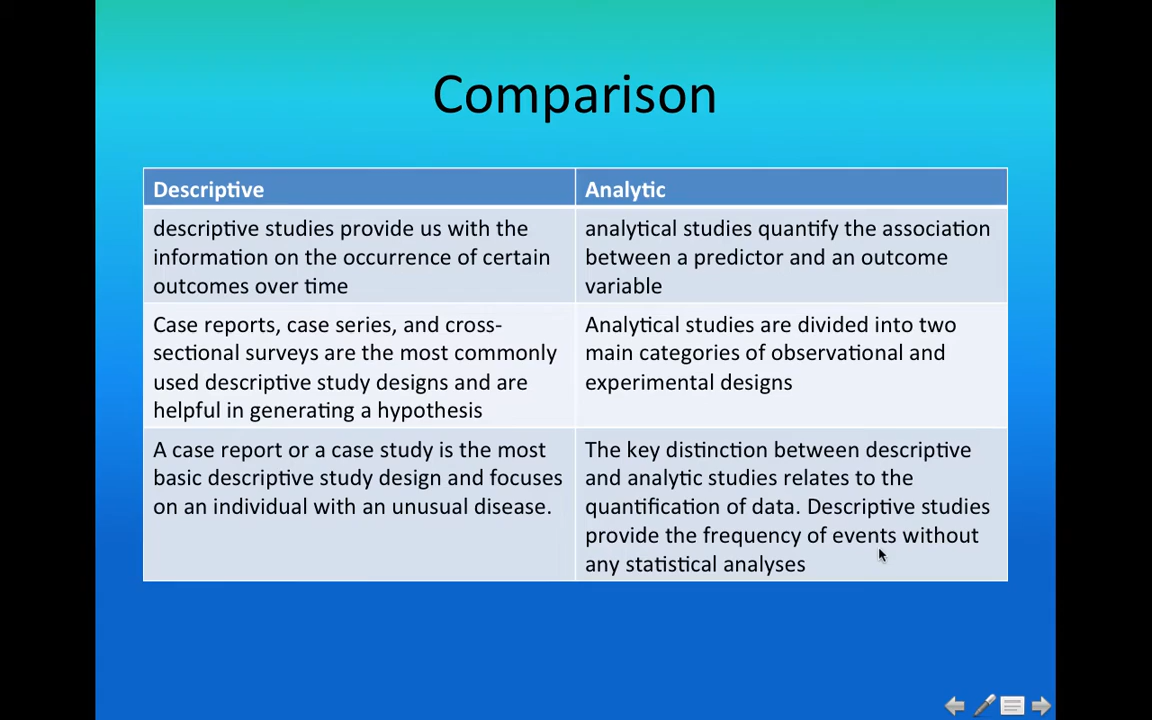 Comparison
Descriptive
Analytic
descriptive studies provide us with the
information on the occurrence of certain
outcomes over time
analytical studies quantify the association
between a predictor and an outcome
variable
Case reports, case series, and cross-
sectional surveys are the most commonly
used descriptive study designs and are
helpful in generating a hypothesis
Analytical studies are divided into two
main categories of observational and
experimental designs
A case report or a case study is the most
basic descriptive study design and focuses
on an individual with an unusual disease.
The key distinction between descriptive
and analytic studies relates to the
quantification of data. Descriptive studies
provide the frequency of events without
any statistical analyses